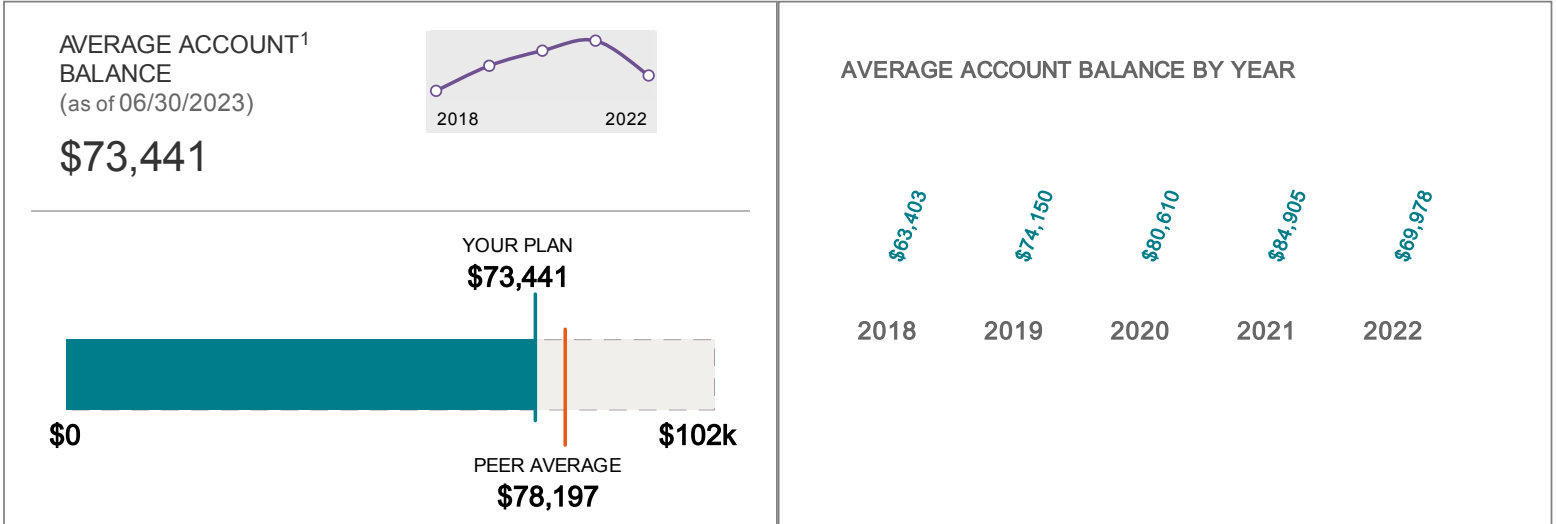 AVERAGE ACCOUNT1
BALANCE
(as of 06/30/2023)
$73,441
2018 2022
YOUR PLAN
$73,441
$0 $102k
PEER AVERAGE
$78,197
AVERAGE ACCOUNT BALANCE BY YEAR
$63,403 $74,150 $80,610 $84,905 $69,978
2018 2019 2020 2021 2022